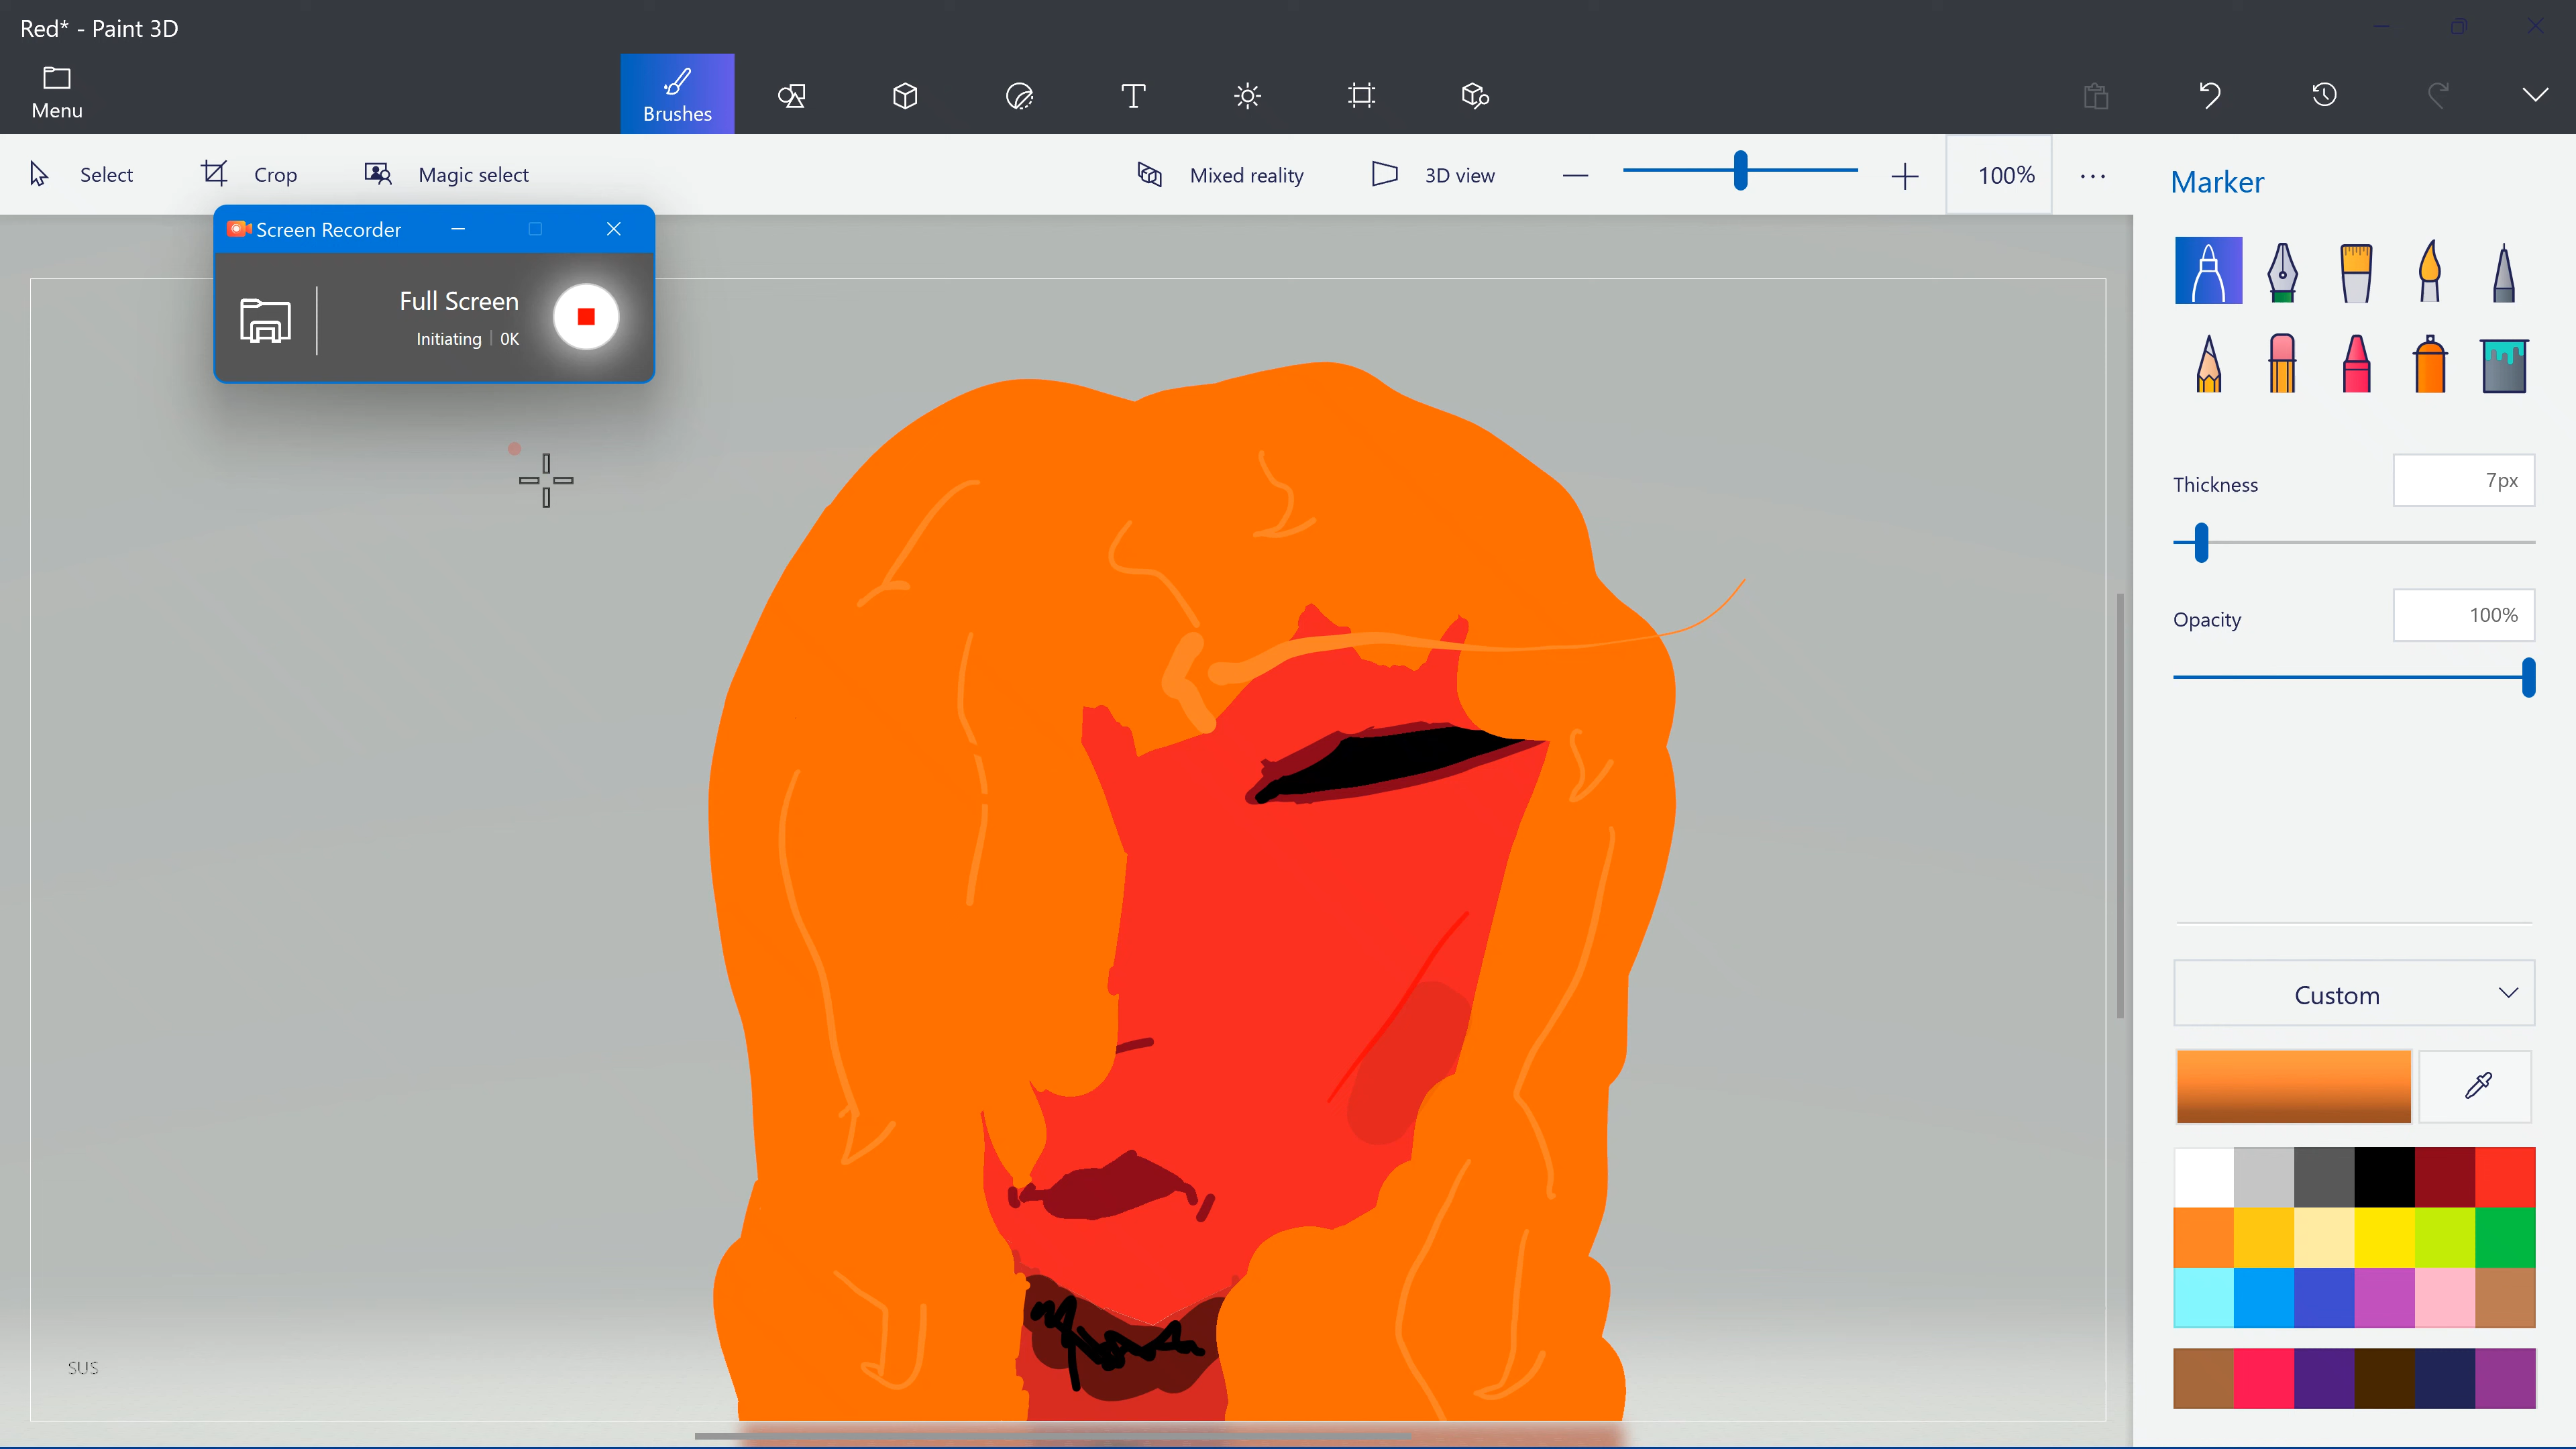 Red* - Paint 3D
Menu
Brushes
Select
Crop
Magic select
Mixed reality
3D view
100%
...
Marker
Screen Recorder
Full Screen
Initiating | 0K
Thickness
7px
Opacity
100%
Custom
SUS